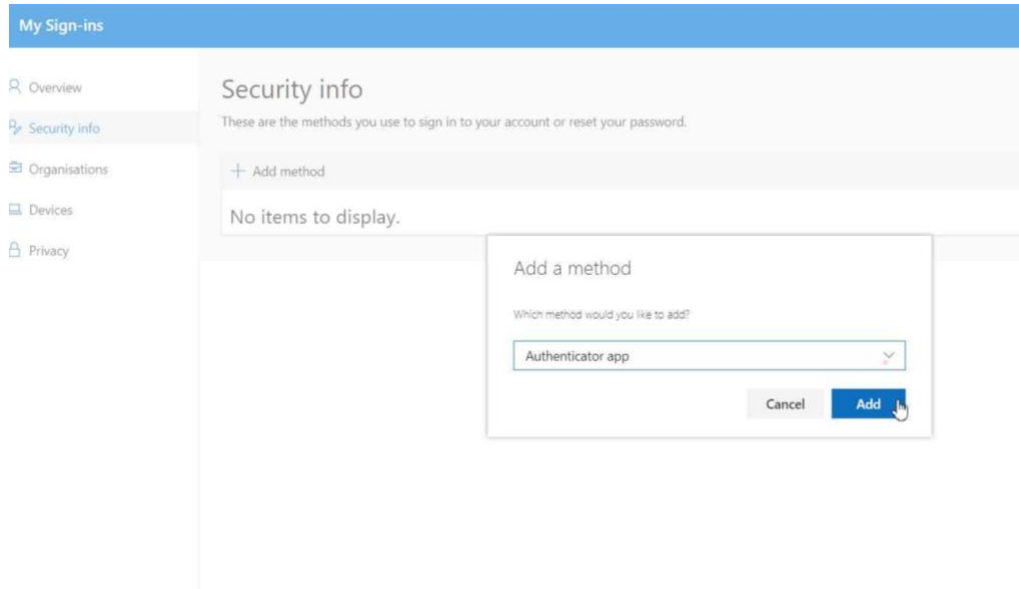 My Sign-ins
Overview
Security info
Organisations
Devices
Privacy
Security info
These are the methods you use to sign in to your account or reset your password.
Add method
No items to display.
Add a method
Which method would you like to add?
Authenticator app
Cancel
Add